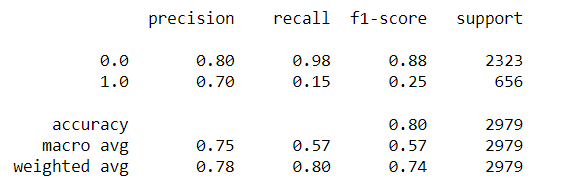 precision recall f1-score support
0.0 0.80 0.98 0.88 2323
1.0 0.70 0.15 0.25 656
accuracy 0.80 2979
macro avg 0.75 0.57 0.57 2979
weighted avg 0.78 0.80 0.74 2979